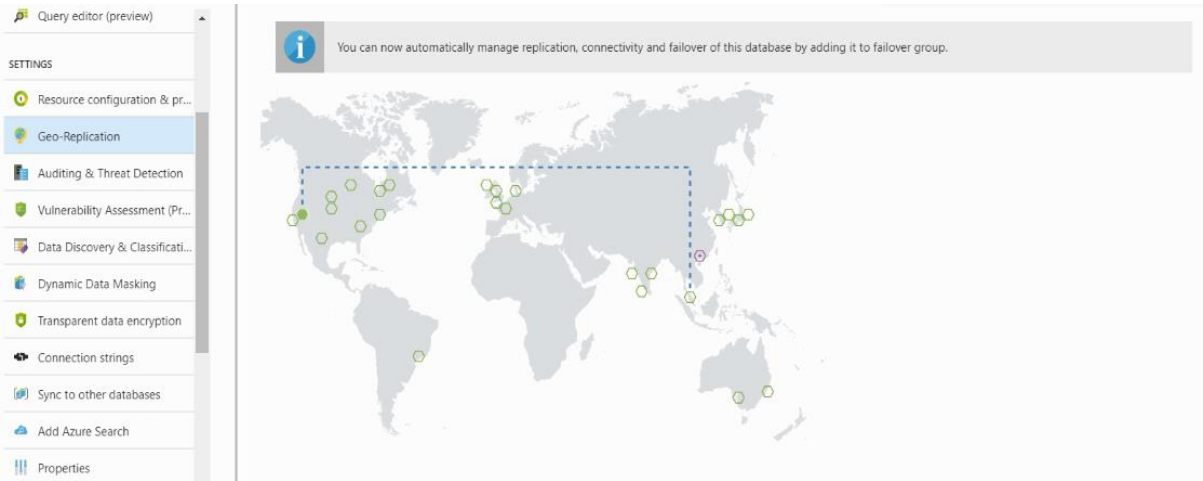 Query editor (preview)
SETTINGS
Resource configuration & pr...
Geo-Replication
Auditing & Threat Detection
Vulnerability Assessment (Pr...
Data Discovery & Classificati...
Dynamic Data Masking
Transparent data encryption
Connection strings
Sync to other databases
Add Azure Search
Properties
You can now automatically manage replication, connectivity and failover of this database by adding it to failover group.